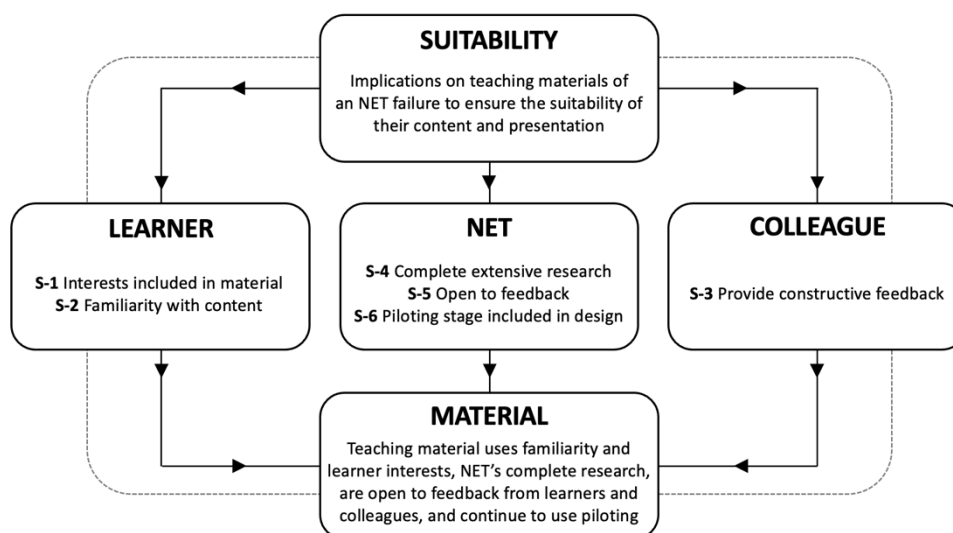 SUITABILITY
Implications on teaching materials of
an NET failure to ensure the suitability of
their content and presentation
LEARNER
S-1 Interests included in material
S-2 Familiarity with content
NET
S-4 Complete extensive research
S-5 Open to feedback
S-6 Piloting stage included in design
COLLEAGUE
S-3 Provide constructive feedback
MATERIAL
Teaching material uses familiarity and
learner interests, NET’s complete research,
are open to feedback from learners and
colleagues, and continue to use piloting